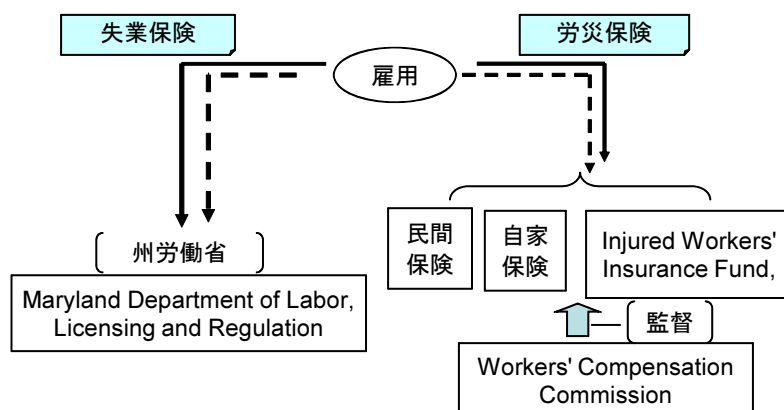 失業保険
労災保険
雇用
州労働省
Maryland Department of Labor,
Licensing and Regulation
民間
保険
自家
保険
Injured Workers'
Insurance Fund,
監督
Workers' Compensation
Commission